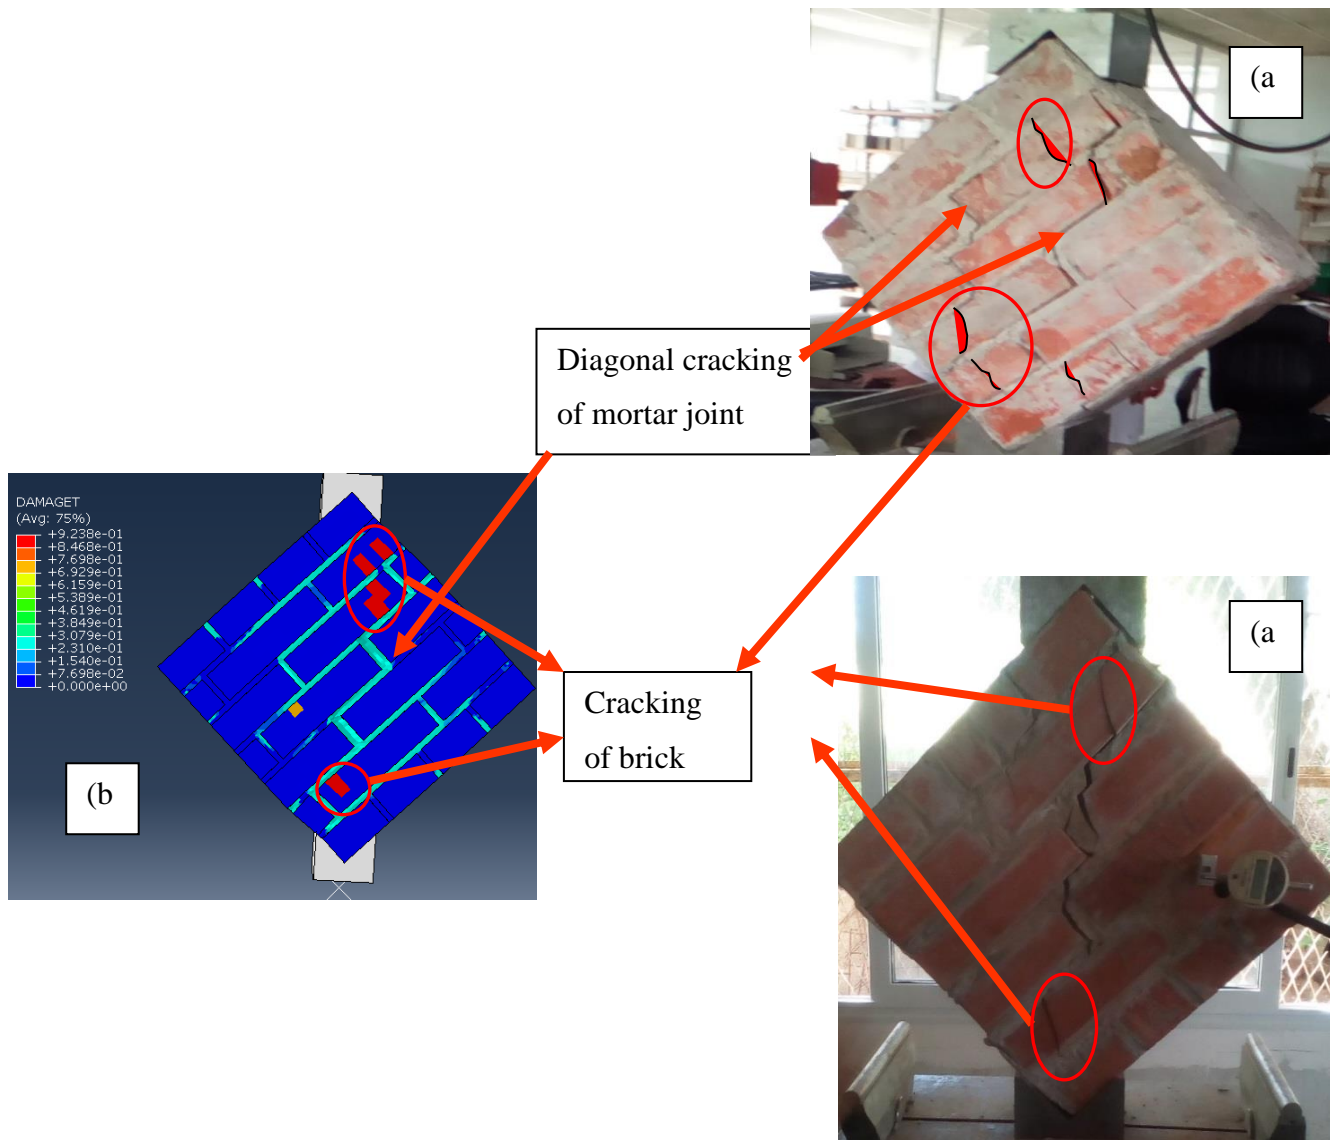 (a
Diagonal cracking
of mortar joint
DAMAGET
(Avg: 75%)
+9.238e-01
+8.468e-01
+7.698e-01
+6.929e-01
+6.159e-01
+5.389e-01
+4.619e-01
+3.849e-01
+3.079e-01
+2.310e-01
+1.540e-01
+7.698e-02
+0.000e+00
(a
Cracking
of brick
(b